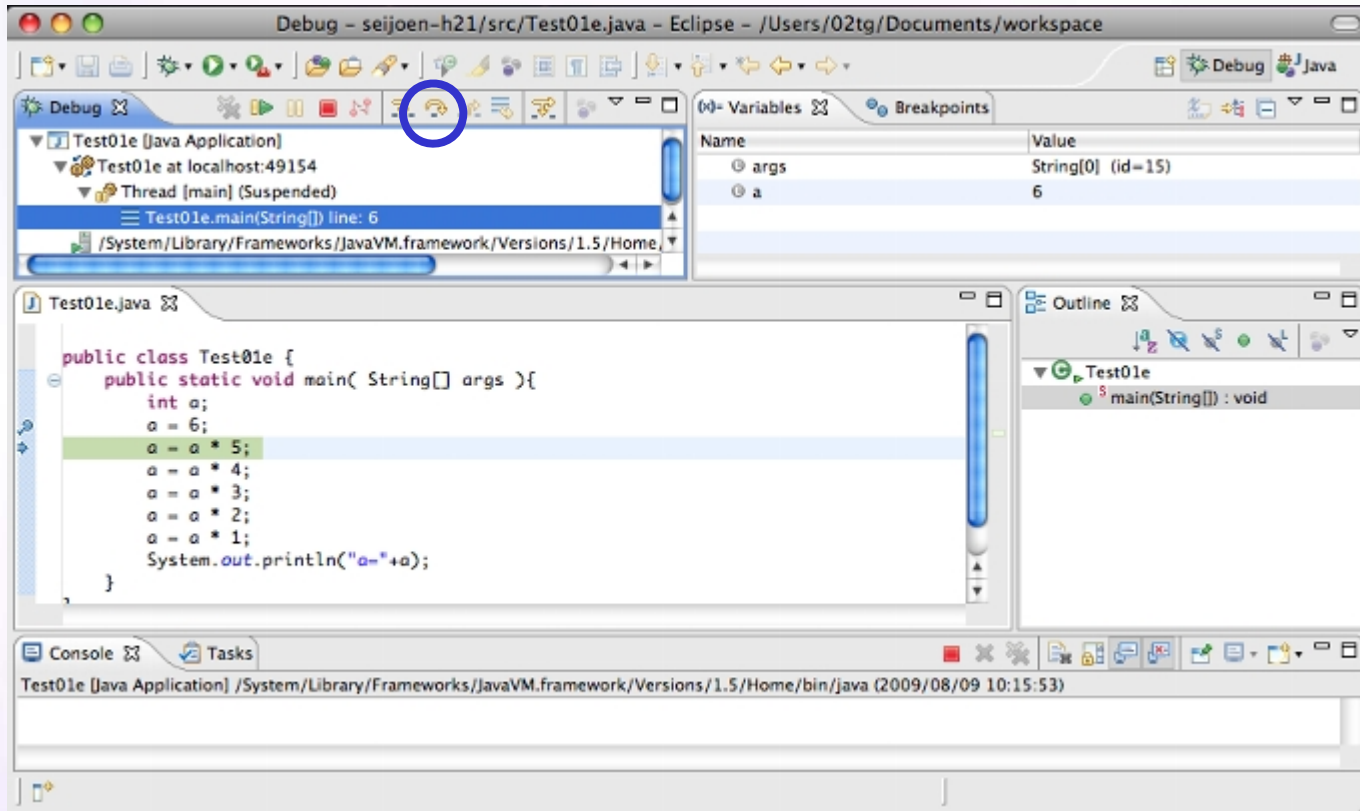 Debug – seijoen-h21/src/Test01e.java – Eclipse – /Users/02tg/Documents/workspace
Debug Java
Debug
Test01e [Java Application]
Test01e at localhost:49154
Thread [main] (Suspended)
Test01e.main(String[]) line: 6
/System/Library/Frameworks/JavaVM.framework/Versions/1.5/Home/
(x)= Variables Breakpoints
Name Value
args String[0] (id=15)
a 6
Test01e.java
public class Test01e {
public static void main( String[] args ){
int a;
a = 6;
a = a * 5;
a = a * 4;
a = a * 3;
a = a * 2;
a = a * 1;
System.out.println("a="+a);
}
Outline
Test01e
main(String[]) : void
Console Tasks
Test01e [Java Application] /System/Library/Frameworks/JavaVM.framework/Versions/1.5/Home/bin/java (2009/08/09 10:15:53)